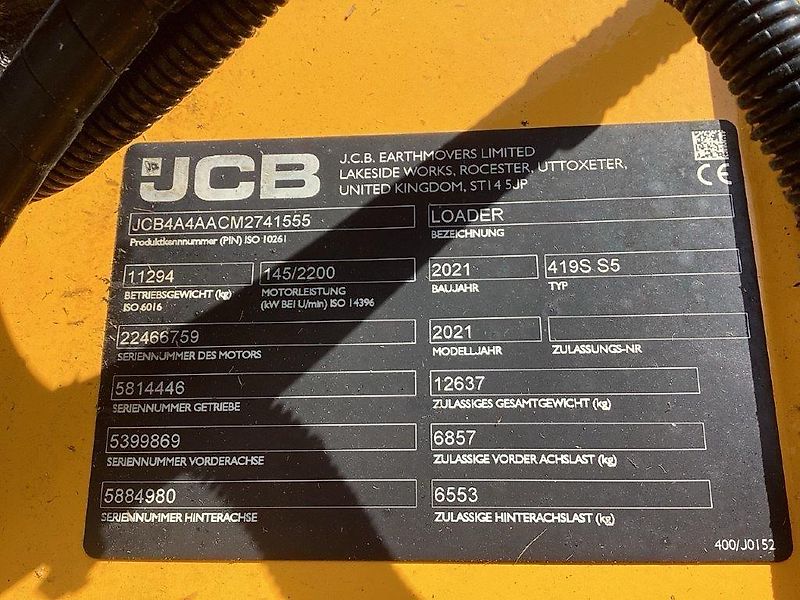 JCB
J.C.B. EARTHMOVERS LIMITED
LAKESIDE WORKS, ROCESTER, UTTOXETER,
UNITED KINGDOM, ST14 5JP
CE
JCB4A4AACM2741555
Produktkennnummer (PIN) ISO 10261
LOADER
BEZEICHNUNG
11294
BETRIEBSGEWICHT (kg)
ISO 6016
145/2200
MOTORLEISTUNG
(kW BEI U/min) ISO 14396
2021
BAUJAHR
419S S5
TYP
22466759
SERIENNUMMER DES MOTORS
2021
MODELLJAHR
ZULASSUNGS-NR
5814446
SERIENNUMMER GETRIEBE
12637
ZULASSIGES GESAMTGEWICHT (kg)
5399869
SERIENNUMMER VORDERACHSE
6857
ZULASSIGE VORDER ACHSLAST (kg)
5884980
SERIENNUMMER HINTERACHSE
6553
ZULASSIGE HINTERACHSLAST (kg)
400/J0152